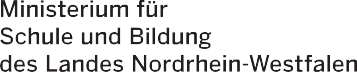 Ministerium für
Schule und Bildung
des Landes Nordrhein-Westfalen